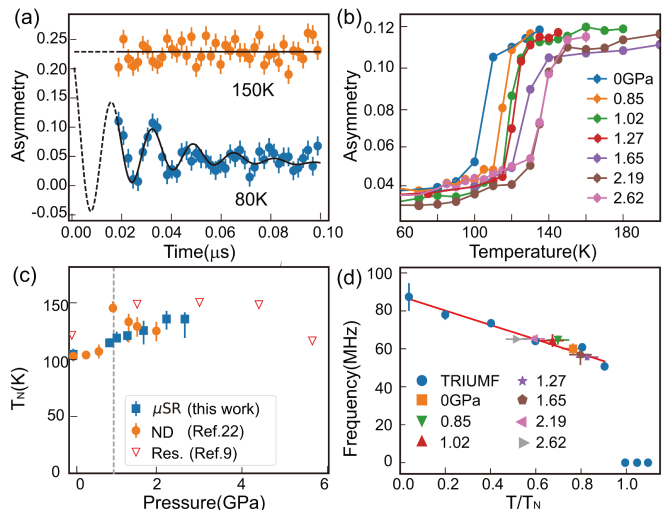 (a)
0.25
0.20
0.15
0.10
0.05
0.00
-0.05
Asymmetry
150K
80K
0
0.02
0.04
0.06
0.08
0.10
Time(μs)
(b)
0.12
0.10
0.08
0.06
0.04
Asymmetry
0GPa
0.85
1.02
1.27
1.65
2.19
2.62
60
80
100
120
140
160
180
200
Temperature(K)
(c)
150
100
50
0
TN(K)
μSR (this work)
ND (Ref.22)
Res. (Ref.9)
0
2
4
6
Pressure(GPa)
(d)
100
80
60
40
20
0
Frequency(MHz)
TRIUMF
0GPa
0.85
1.02
1.27
1.65
2.19
2.62
0.0
0.2
0.4
0.6
0.8
1.0
T/TN